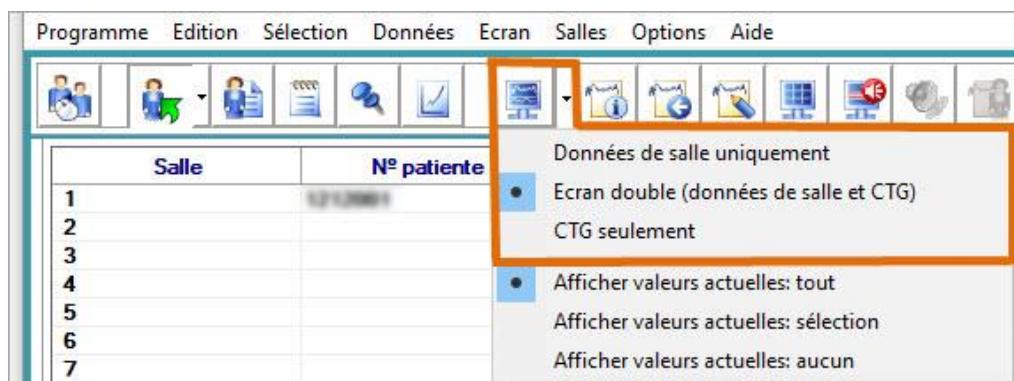 Programme Edition Sélection Données Ecran Salles Options Aide
Salle Nº patiente
1
2
3
4
5
6
7
Données de salle uniquement
Ecran double (données de salle et CTG)
CTG seulement
Afficher valeurs actuelles: tout
Afficher valeurs actuelles: sélection
Afficher valeurs actuelles: aucun